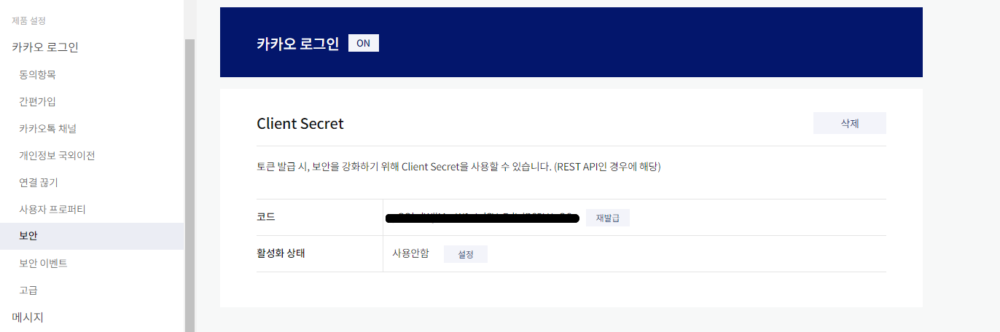 제품 설정
카카오 로그인
동의항목
간편가입
카카오톡 채널
개인정보 국외이전
연결 끊기
사용자 프로퍼티
보안
보안 이벤트
고급
메시지
카카오 로그인 ON
Client Secret 삭제
토큰 발급 시, 보안을 강화하기 위해 Client Secret을 사용할 수 있습니다. (REST API인 경우에 해당)
코드 재발급
활성화 상태 사용안함 설정